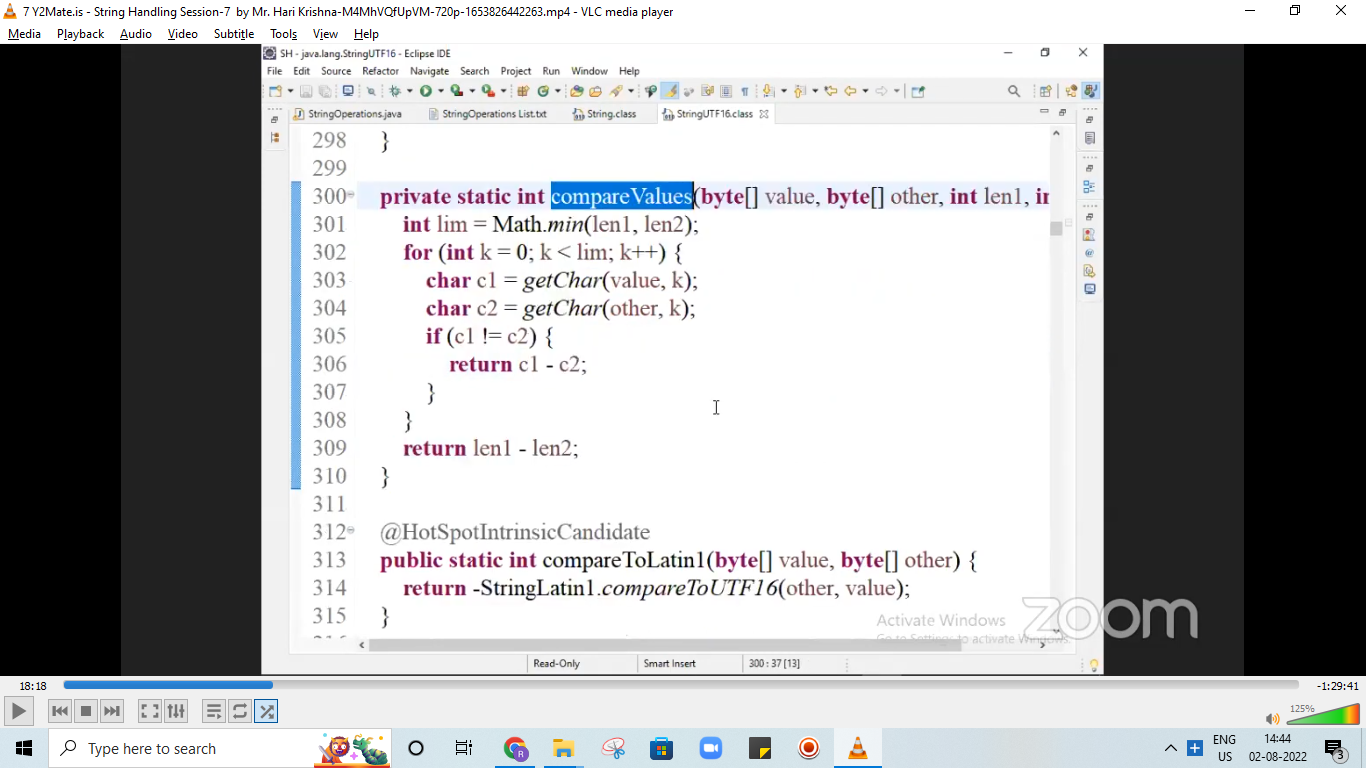 7 Y2Mate.is - String Handling Session-7 by Mr. Hari Krishna-M4MhVQfUpVM-720p-1653826442263.mp4 - VLC media player
Media Playback Audio Video Subtitle Tools View Help
SH - java.lang.StringUTF16 - Eclipse IDE
File Edit Source Refactor Navigate Search Project Run Window Help
StringOperations.java StringOperations List.txt String.class StringUTF16.class
298 }
299
300 private static int compareValues(byte[] value, byte[] other, int len1, in
301 int lim = Math.min(len1, len2);
302 for (int k = 0; k < lim; k++) {
303 char c1 = getChar(value, k);
304 char c2 = getChar(other, k);
305 if (c1 != c2) {
306 return c1 - c2;
307 }
308 }
309 return len1 - len2;
310 }
311
312 @HotSpotIntrinsicCandidate
313 public static int compareToLatin1(byte[] value, byte[] other) {
314 return -StringLatin1.compareToUTF16(other, value);
315 }
Activate Windows
Go to Settings to activate Windows.
zoom
Read-Only Smart Insert 300 : 37 [13]
18:18 -1:29:41
125%
Type here to search
ENG
US
14:44
02-08-2022
3